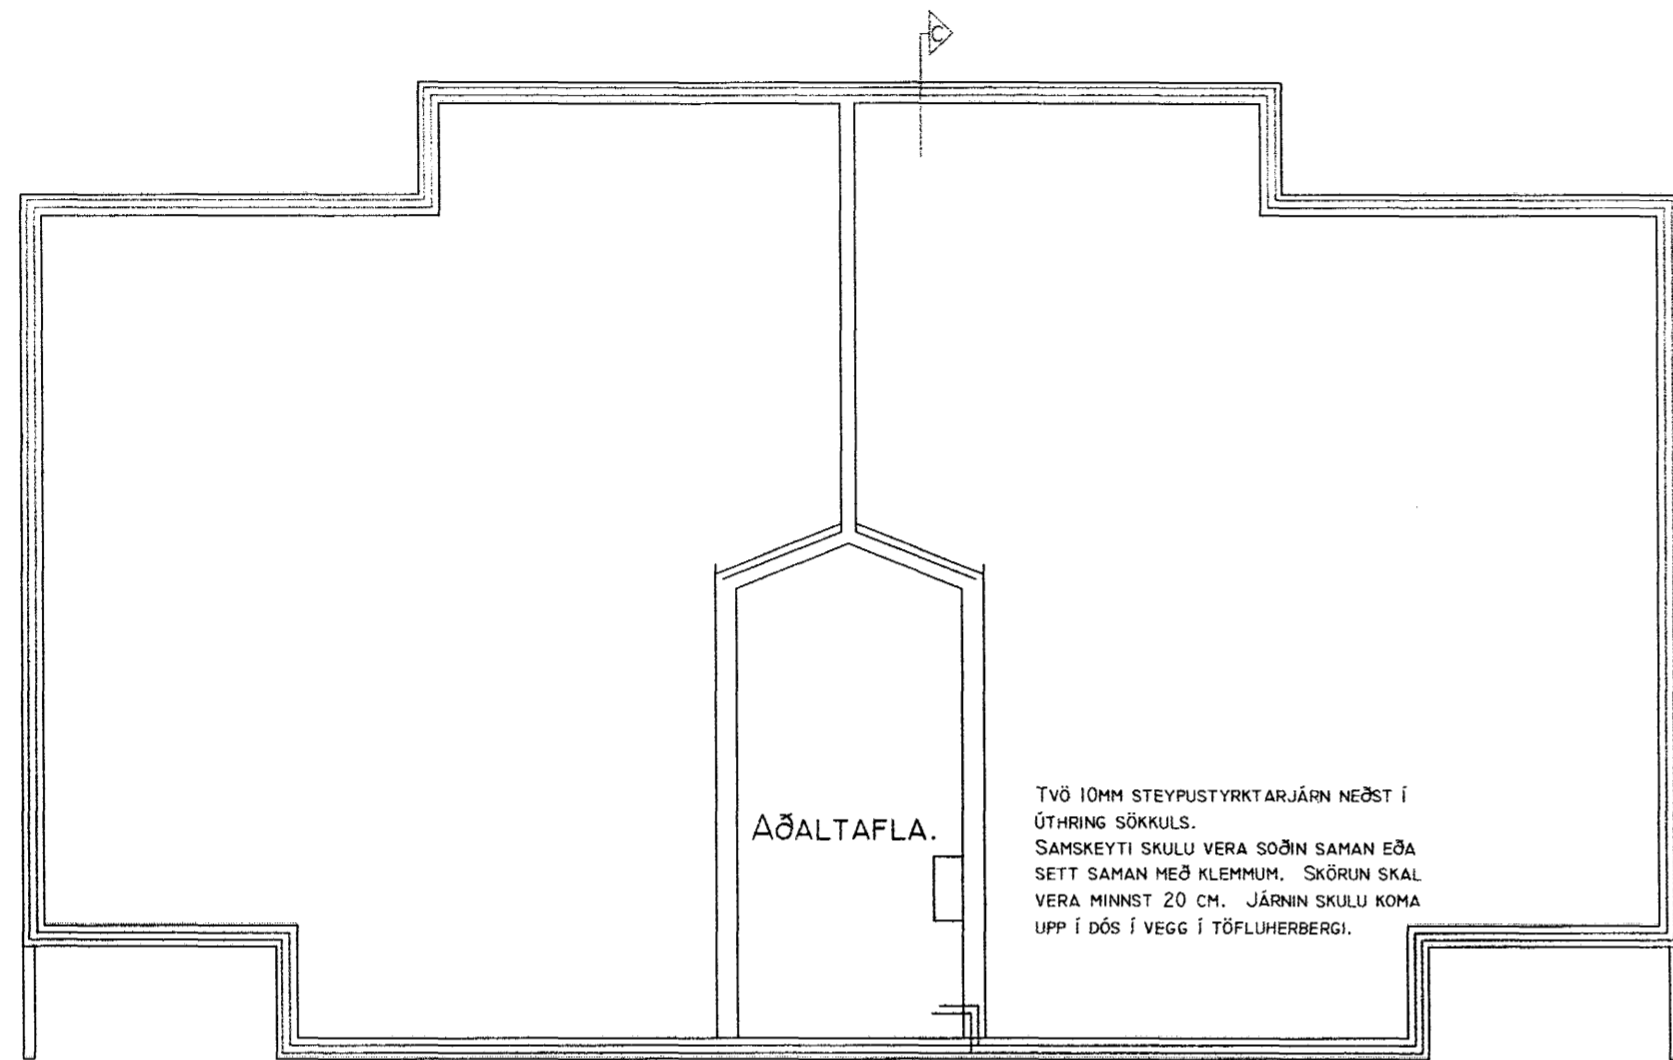 C
AÐALTAFLA.
TVÖ 10MM STEYPUSTYRKTARJÁRN NEÐST Í
ÚTHRING SÖKKULS.
SAMSKEYTI SKULU VERA SOÐIN SAMAN EÐA
SETT SAMAN MEÐ KLEMMUM. SKÖRUN SKAL
VERA MINNST 20 CM. JÁRNIN SKULU KOMA
UPP Í DÓS Í VEGG Í TÖFLUHERBERGI.